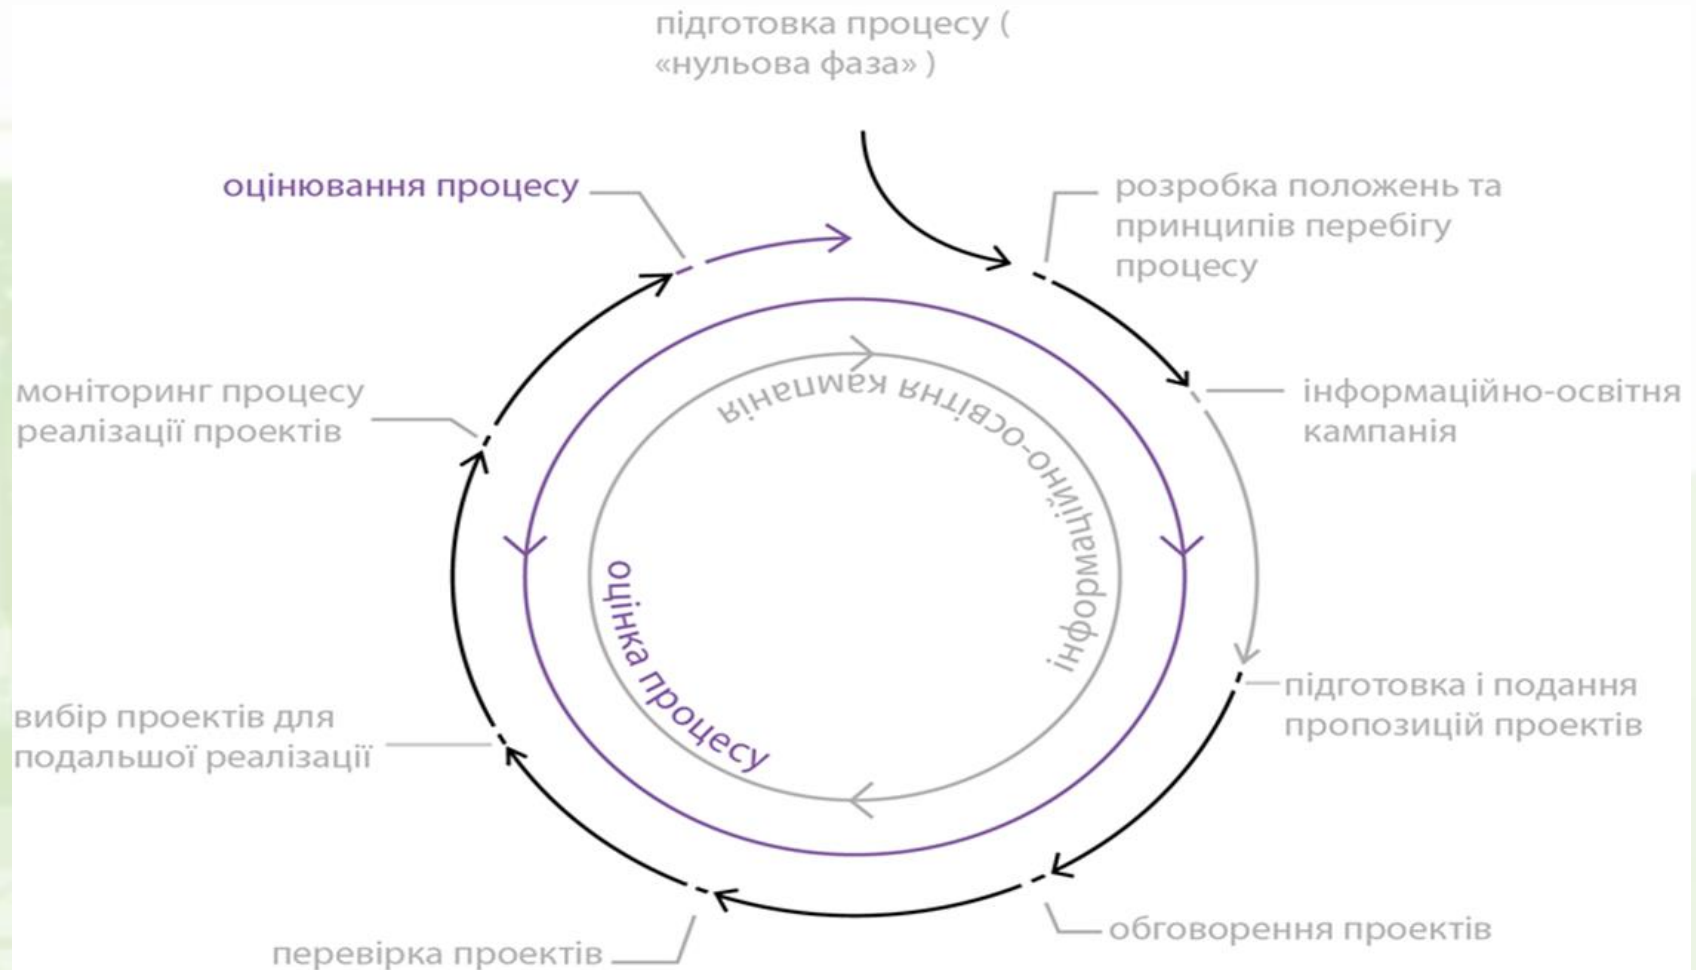 підготовка процесу (
«нульова фаза» )
оцінювання процесу
розробка положень та
принципів перебігу
процесу
інформаційно-освітня
кампанія
моніторинг процесу
реалізації проектів
інформаційно-освітня кампанія
оцінка процесу
підготовка і подання
пропозицій проектів
вибір проектів для
подальшої реалізації
обговорення проектів
перевірка проектів